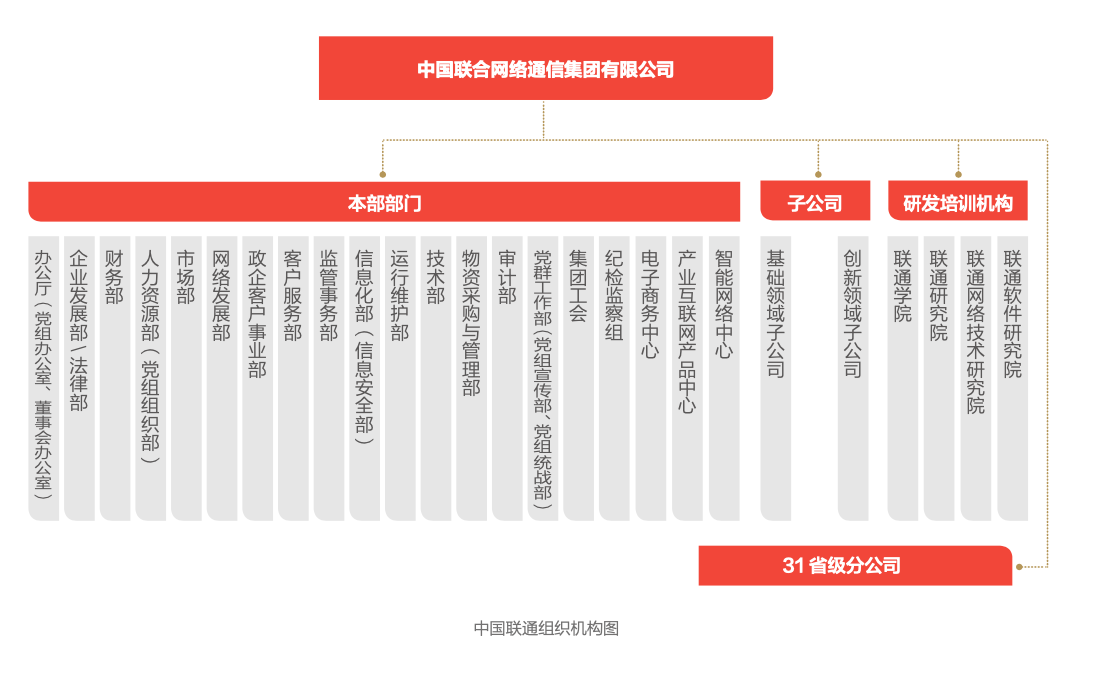 中国联合网络通信集团有限公司
本部部门
子公司
研发培训机构
办公厅（党组办公室、董事会办公室）
企业发展部/法律部
财务部
人力资源部（党组组织部）
市场部
网络发展部
政企客户事业部
客户服务部
监管事务部
信息化部（信息安全部）
运行维护部
技术部
物资采购与管理部
审计部
党群工作部（党组宣传部、党组统战部）
集团工会
纪检监察组
电子商务中心
产业互联网产品中心
智能网络中心
基础领域子公司
创新领域子公司
联通学院
联通研究院
联通网络技术研究院
联通软件研究院
31 省级分公司
中国联通组织机构图